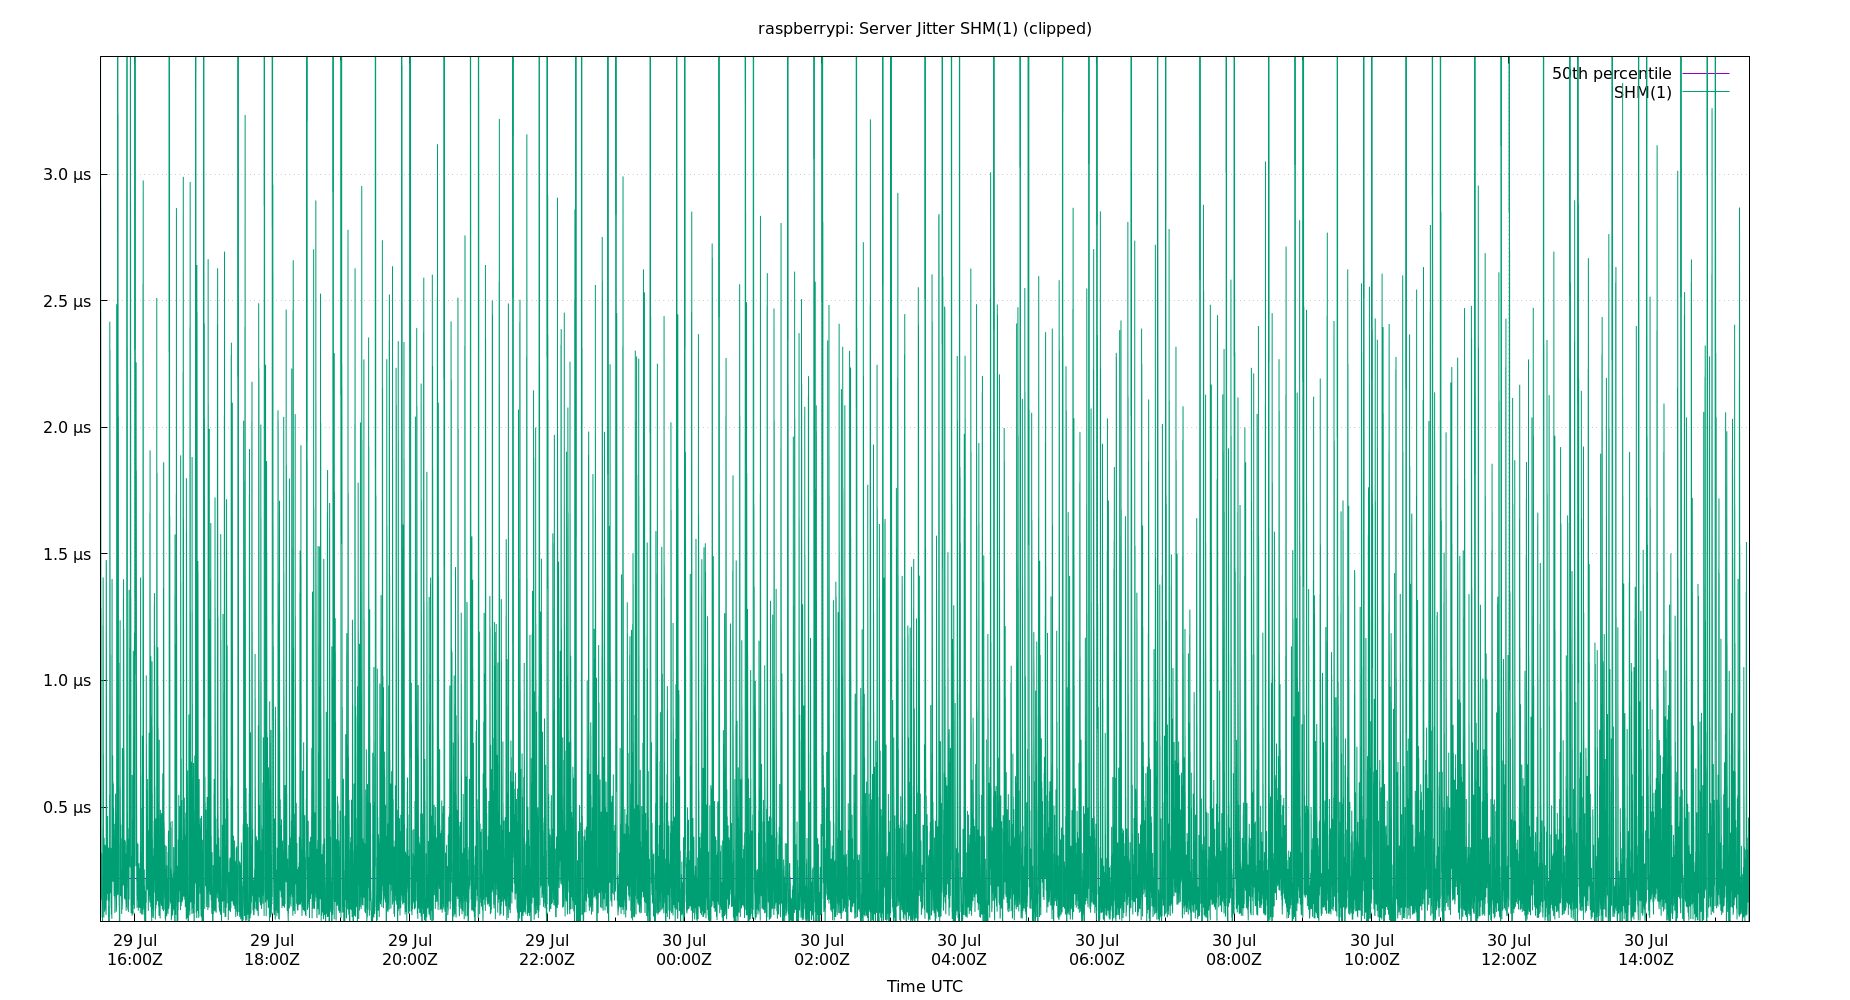 raspberrypi: Server Jitter SHM(1) (clipped)
50th percentile
SHM(1)
3.0 µs
2.5 µs
2.0 µs
1.5 µs
1.0 µs
0.5 µs
29 Jul 29 Jul 29 Jul 29 Jul 30 Jul 30 Jul 30 Jul 30 Jul 30 Jul 30 Jul 30 Jul 30 Jul
16:00Z 18:00Z 20:00Z 22:00Z 00:00Z 02:00Z 04:00Z 06:00Z 08:00Z 10:00Z 12:00Z 14:00Z
Time UTC